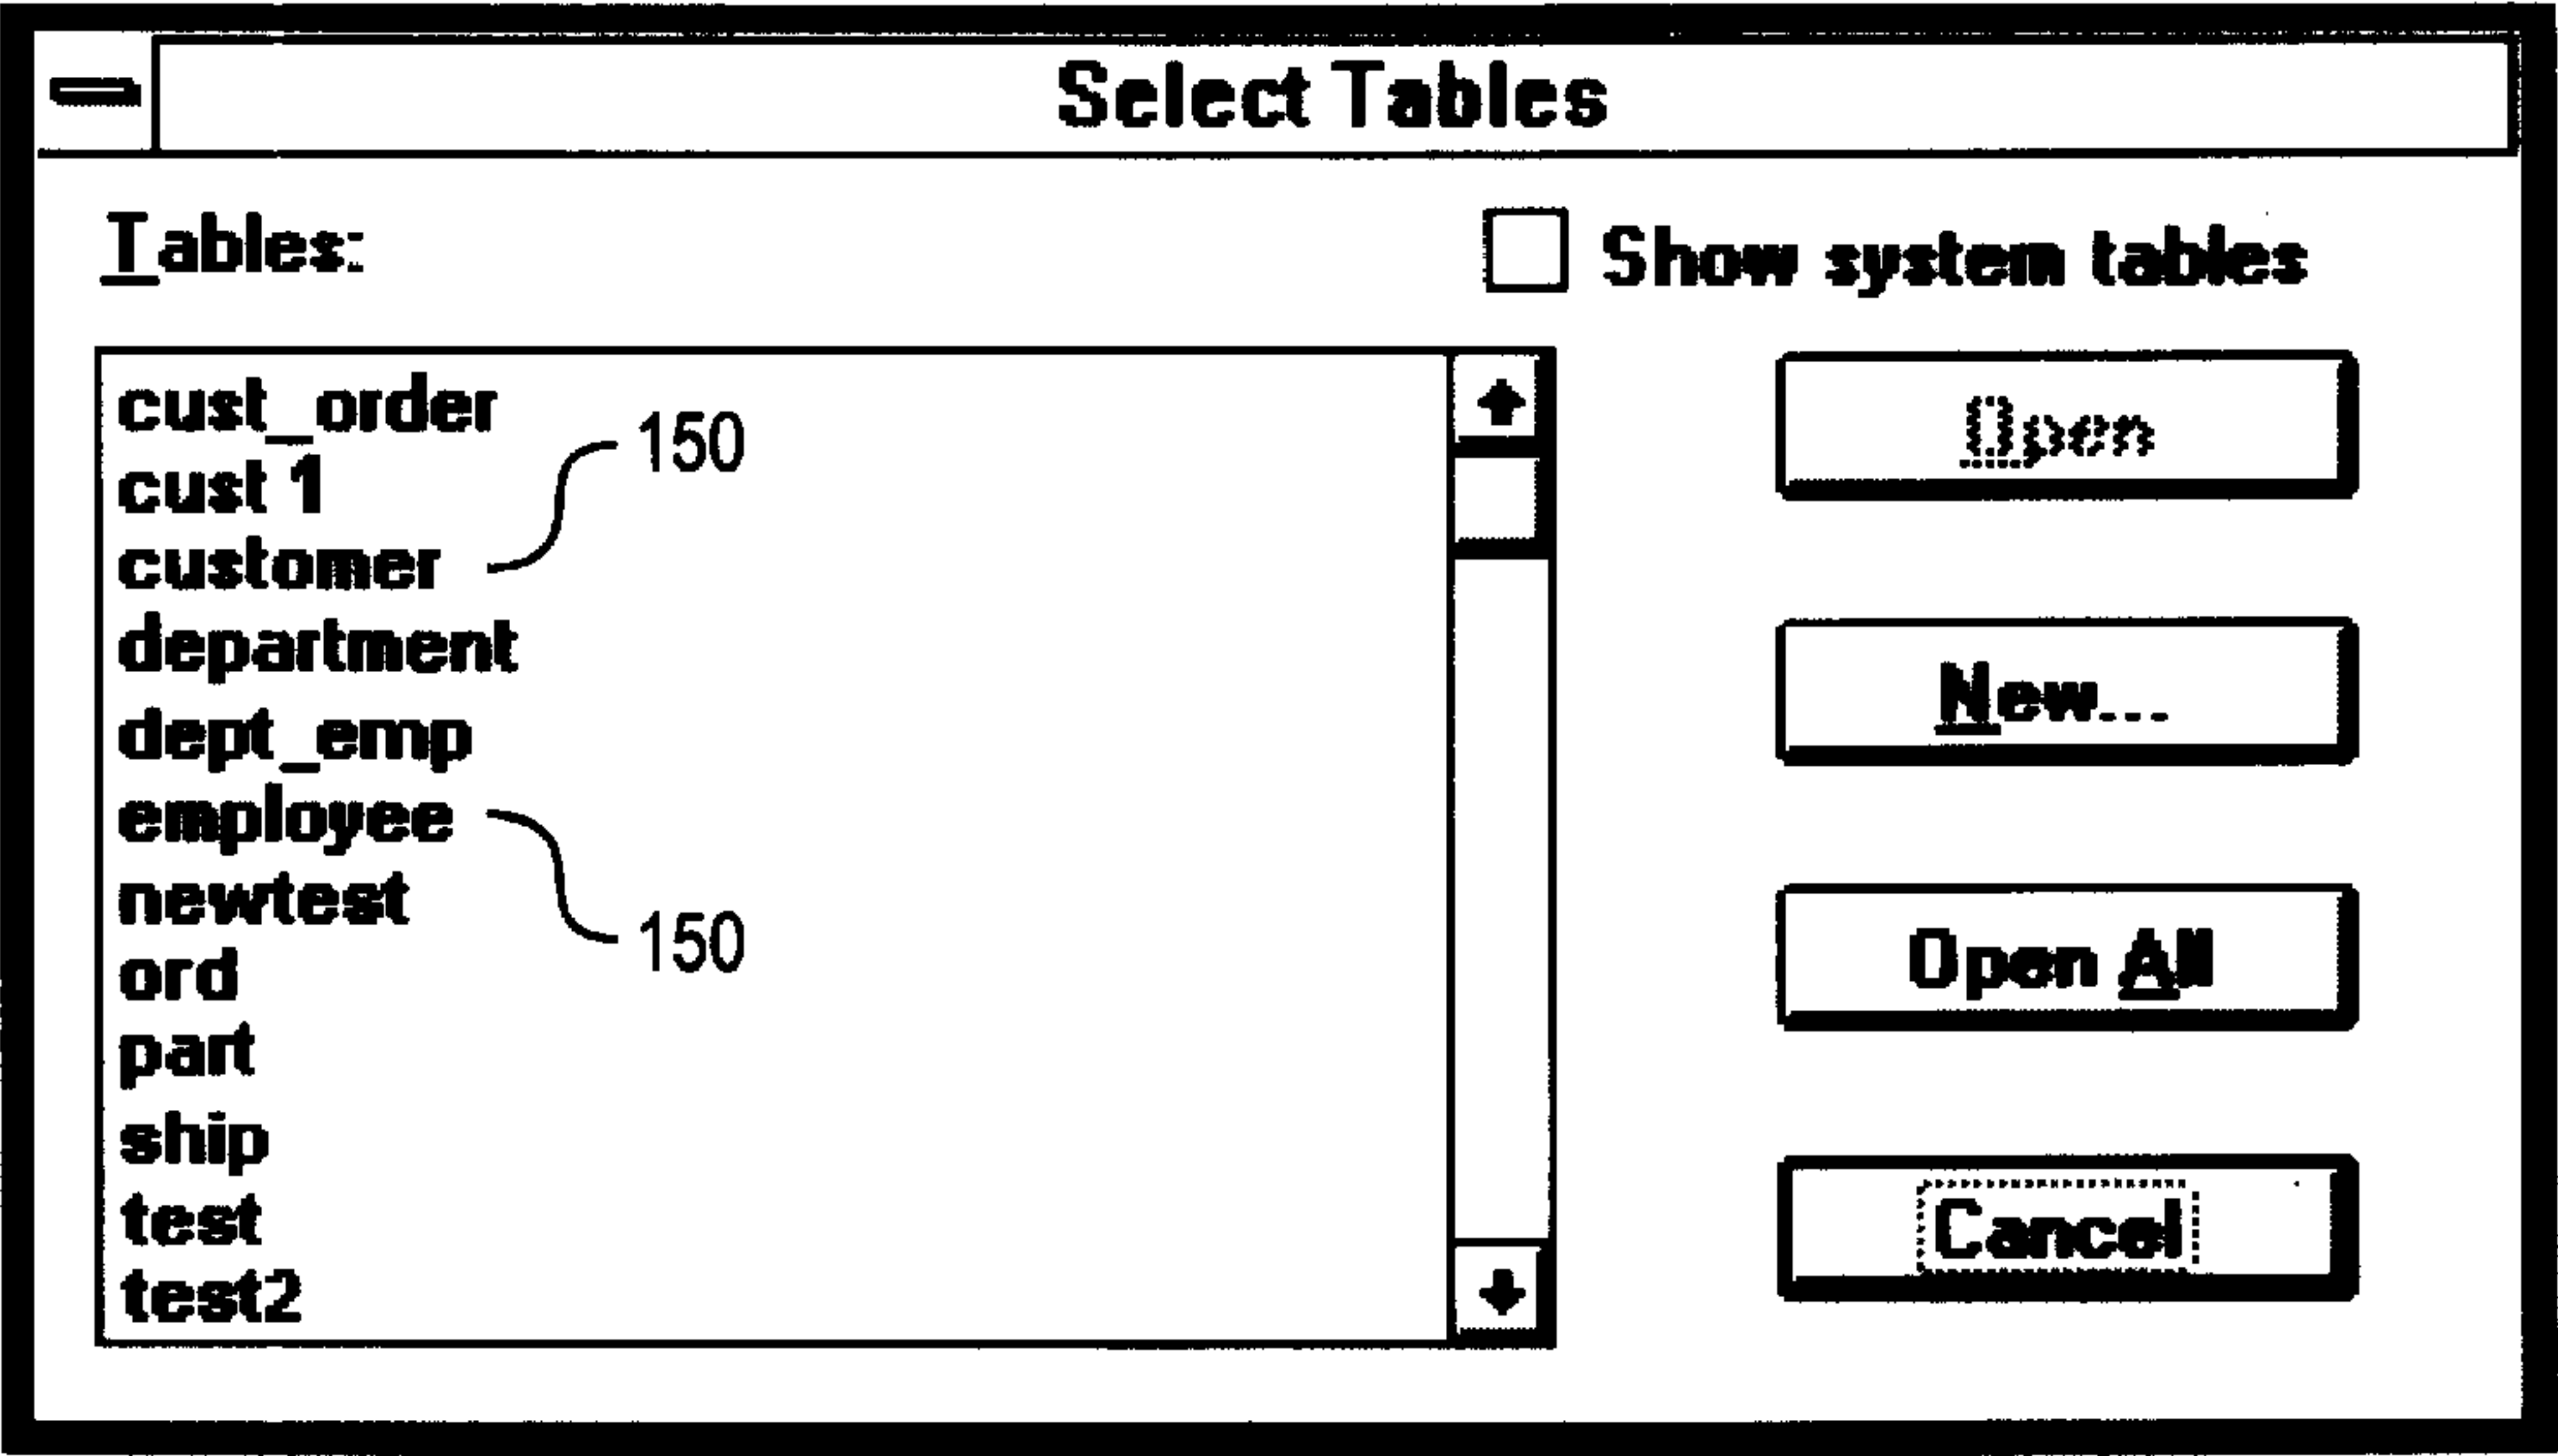 Select Tables
Tables:
Show system tables
cust_order
150
cust 1
customer
department
dept_emp
employee
newtest
150
ord
part
ship
test
test2
Open
New...
Open All
Cancel